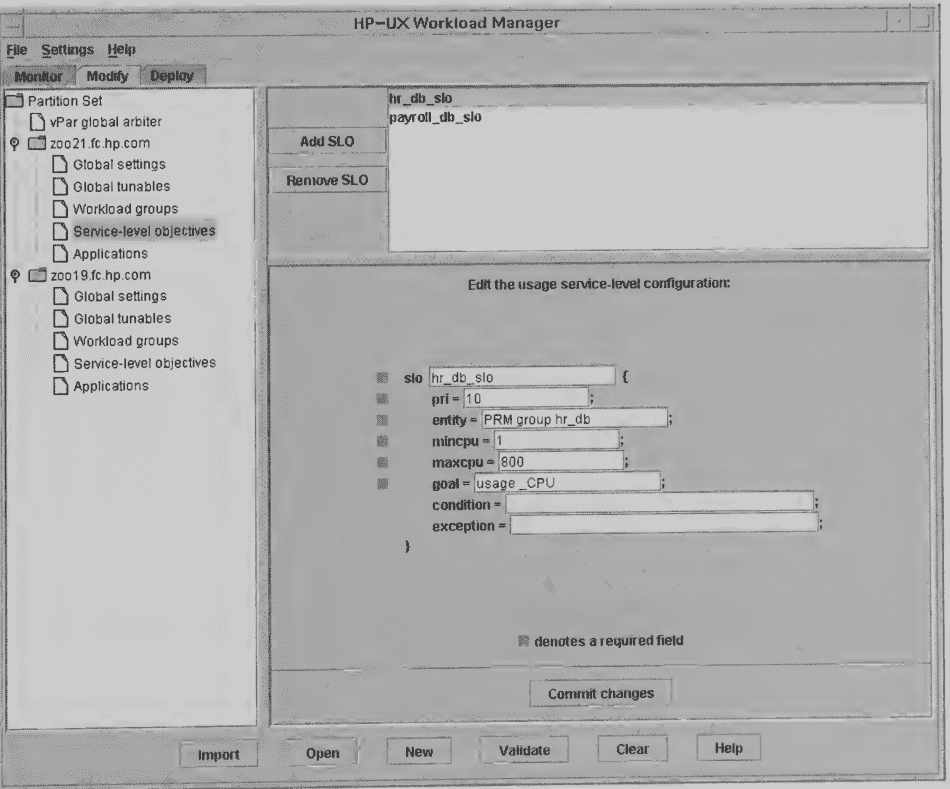 HP-UX Workload Manager
File Settings Help
Monitor Modify Deploy
Partition Set
vPar global arbiter
zoo21.fc.hp.com
Global settings
Global tunables
Workload groups
Service-level objectives
Applications
zoo19.fc.hp.com
Global settings
Global tunables
Workload groups
Service-level objectives
Applications
Add SLO
Remove SLO
hr_db_slo
payroll_db_slo
Edit the usage service-level configuration:
slo hr_db_slo {
pri = 10 ;
entity = PRM group hr_db ;
mincpu = 1 ;
maxcpu = 800 ;
goal = usage _CPU ;
condition = ;
exception = ;
}
denotes a required field
Commit changes
Import Open New Validate Clear Help